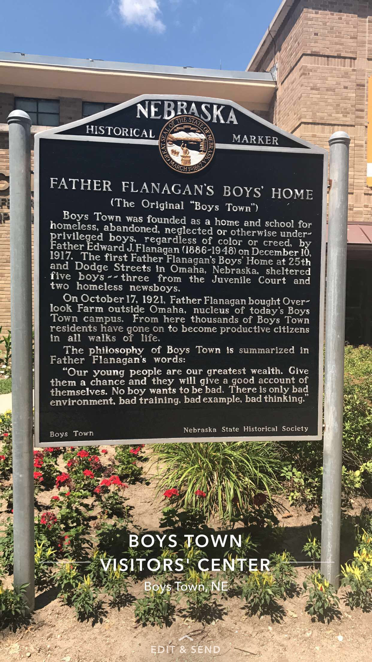 NEBRASKA
HISTORICAL MARKER
FATHER FLANAGAN'S BOYS' HOME
(The Original "Boys Town")
Boys Town was founded as a home and school for
homeless, abandoned, neglected or otherwise under-
privileged boys, regardless of color or creed, by
Father Edward J. Flanagan (1886-1948) on December 10,
1917. The first Father Flanagan's Boys' Home at 25th
and Dodge Streets in Omaha, Nebraska, sheltered
five boys--three from the Juvenile Court and
two homeless newsboys.
On October 17, 1921, Father Flanagan bought Over-
look Farm outside Omaha, nucleus of today's Boys
Town campus. From here thousands of Boys Town
residents have gone on to become productive citizens
in all walks of life.
The philosophy of Boys Town is summarized in
Father Flanagan's words:
"Our young people are our greatest wealth. Give
them a chance and they will give a good account of
themselves. No boy wants to be bad. There is only bad
environment, bad training, bad example, bad thinking."
Boys Town Nebraska State Historical Society
BOYS TOWN
VISITORS' CENTER
Boys Town, NE
EDIT & SEND